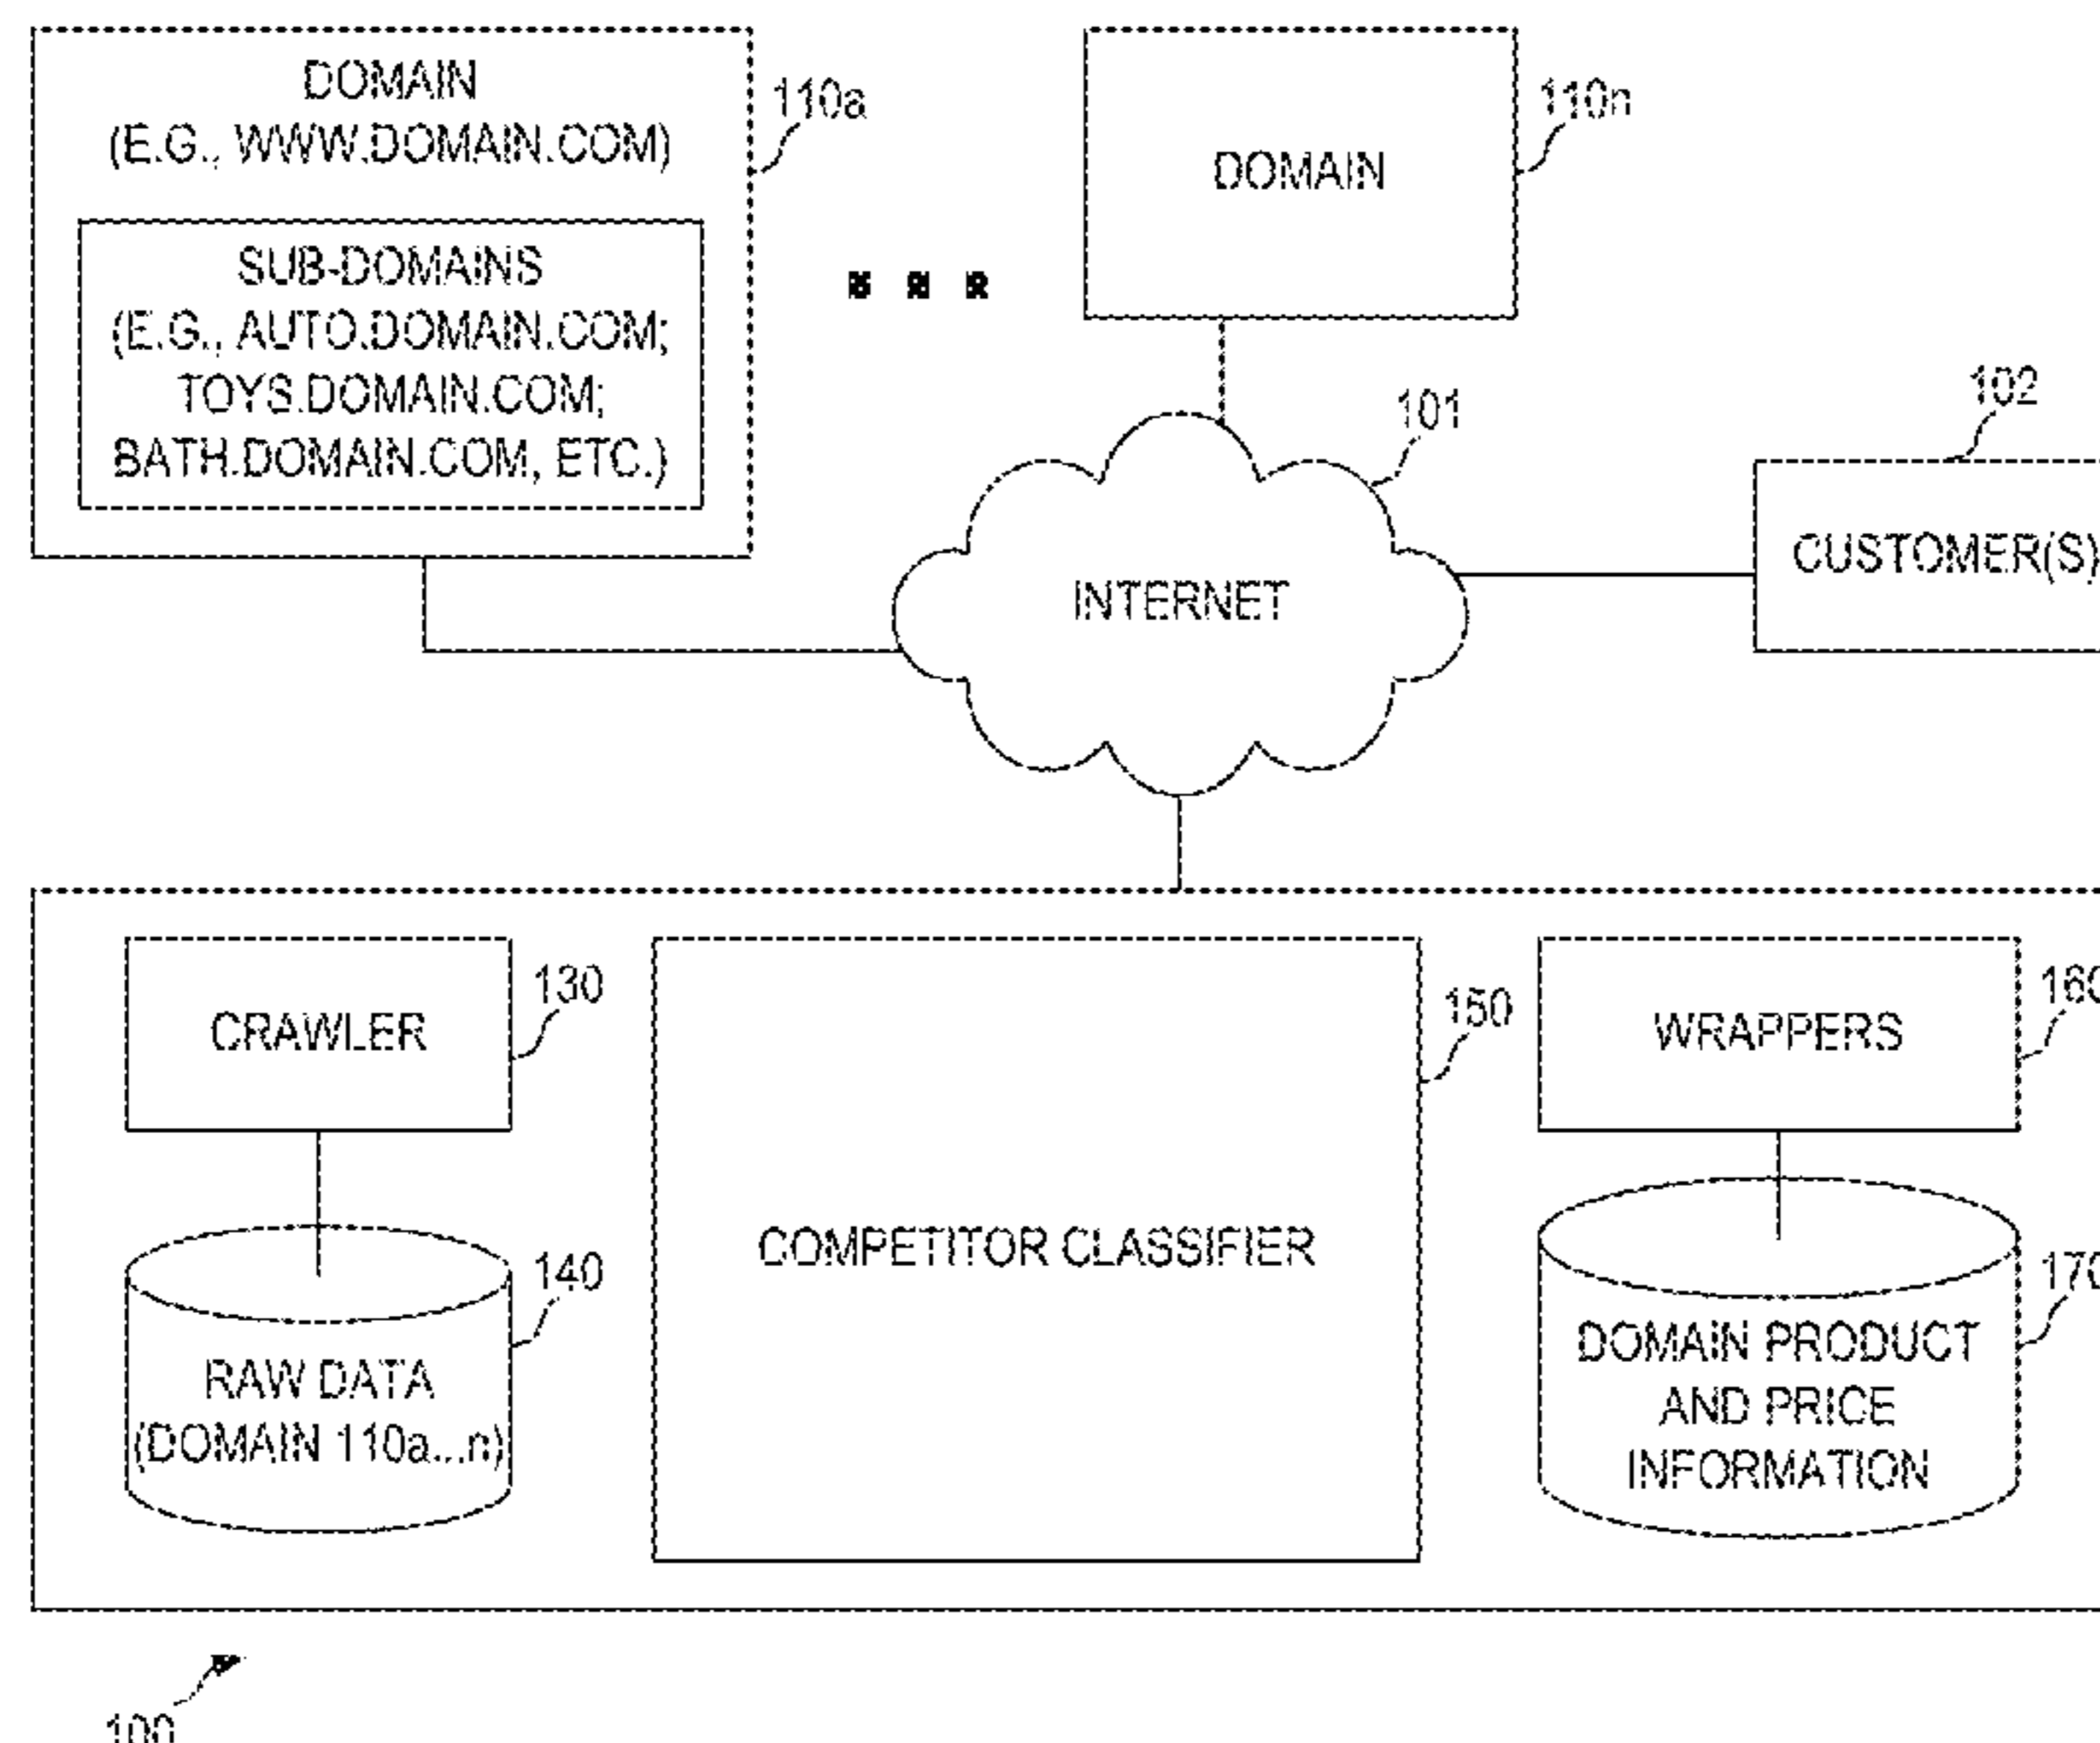 DOMAIN
(E.G., WWW.DOMAIN.COM)
110a
SUB-DOMAINS
(E.G., AUTO.DOMAIN.COM;
TOYS.DOMAIN.COM;
BATH.DOMAIN.COM, ETC.)
DOMAIN
110n
101
102
INTERNET
CUSTOMER(S)
CRAWLER
130
RAW DATA
(DOMAIN 110a...n)
140
COMPETITOR CLASSIFIER
150
WRAPPERS
160
DOMAIN PRODUCT
AND PRICE
INFORMATION
170
100